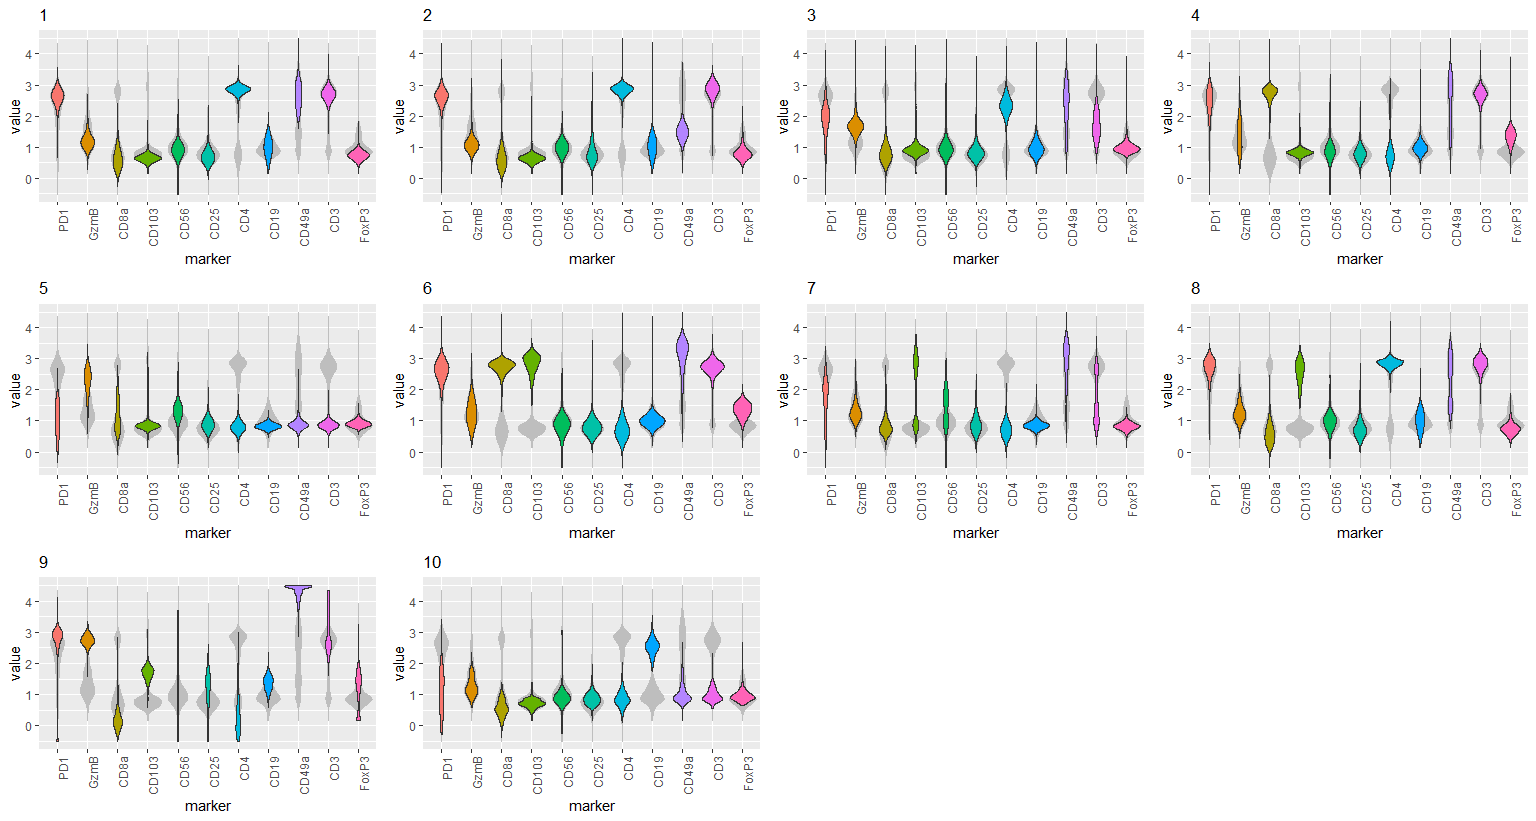 1
value
4
3
2
1
0
PD1
GzmB
CD8a
CD103
CD56
CD25
CD4
CD19
CD49a
CD3
FoxP3
marker
2
value
4
3
2
1
0
PD1
GzmB
CD8a
CD103
CD56
CD25
CD4
CD19
CD49a
CD3
FoxP3
marker
3
value
4
3
2
1
0
PD1
GzmB
CD8a
CD103
CD56
CD25
CD4
CD19
CD49a
CD3
FoxP3
marker
4
value
4
3
2
1
0
PD1
GzmB
CD8a
CD103
CD56
CD25
CD4
CD19
CD49a
CD3
FoxP3
marker
5
value
4
3
2
1
0
PD1
GzmB
CD8a
CD103
CD56
CD25
CD4
CD19
CD49a
CD3
FoxP3
marker
6
value
4
3
2
1
0
PD1
GzmB
CD8a
CD103
CD56
CD25
CD4
CD19
CD49a
CD3
FoxP3
marker
7
value
4
3
2
1
0
PD1
GzmB
CD8a
CD103
CD56
CD25
CD4
CD19
CD49a
CD3
FoxP3
marker
8
value
4
3
2
1
0
PD1
GzmB
CD8a
CD103
CD56
CD25
CD4
CD19
CD49a
CD3
FoxP3
marker
9
value
4
3
2
1
0
PD1
GzmB
CD8a
CD103
CD56
CD25
CD4
CD19
CD49a
CD3
FoxP3
marker
10
value
4
3
2
1
0
PD1
GzmB
CD8a
CD103
CD56
CD25
CD4
CD19
CD49a
CD3
FoxP3
marker